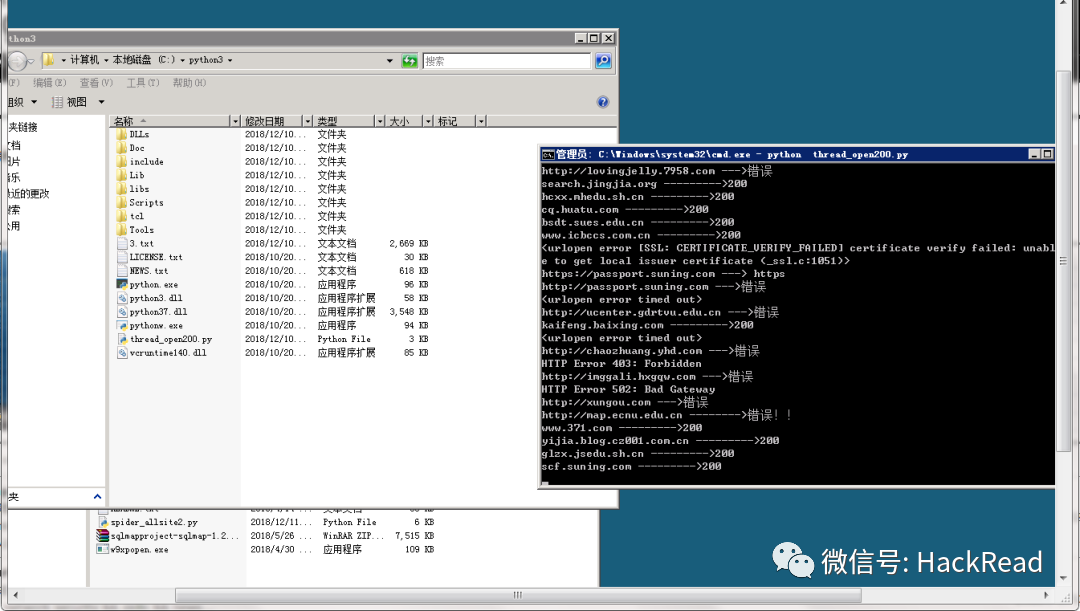 thon3
计算机 本地磁盘 (C:) python3 搜索
编辑(E) 查看(V) 工具(T) 帮助(H)
组织 视图
名称 修改日期 类型 大小 标记
夹链接
文档
图片
音乐
最近的更改
搜索
公用
DLLs 2018/12/10... 文件夹
Doc 2018/12/10... 文件夹
include 2018/12/10... 文件夹
Lib 2018/12/10... 文件夹
libs 2018/12/10... 文件夹
Scripts 2018/12/10... 文件夹
tcl 2018/12/10... 文件夹
Tools 2018/12/10... 文件夹
3.txt 2018/12/10... 文本文档 2,669 KB
LICENSE.txt 2018/10/20... 文本文档 30 KB
NEWS.txt 2018/10/20... 文本文档 618 KB
python.exe 2018/10/20... 应用程序 96 KB
python3.dll 2018/10/20... 应用程序扩展 58 KB
python37.dll 2018/10/20... 应用程序扩展 3,548 KB
pythonw.exe 2018/10/20... 应用程序 94 KB
thread_open200.py 2018/12/10... Python File 3 KB
vcruntime140.dll 2018/10/20... 应用程序扩展 85 KB
夹
spider_allsite2.py 2018/12/11... Python File 6 KB
sqlmapproject-sqlmap-1.2... 2018/5/26 ... WinRAR ZIP... 7,515 KB
w9xpopen.exe 2018/4/30 ... 应用程序 109 KB
管理员: C:\Windows\system32\cmd.exe - python thread_open200.py
http://lovingjelly.7958.com --->错误
search.jingjia.org --------->200
hcxx.mhedu.sh.cn --------->200
cq.huatu.com --------->200
bsdt.sues.edu.cn --------->200
www.icbccs.com.cn --------->200
<urlopen error [SSL: CERTIFICATE_VERIFY_FAILED] certificate verify failed: unabl
e to get local issuer certificate (_ssl.c:1051)>
https://passport.suning.com ---> https
http://passport.suning.com --->错误
<urlopen error timed out>
http://ucenter.gdrtvu.edu.cn --->错误
kaifeng.baixing.com --------->200
<urlopen error timed out>
http://chaozhuang.yhd.com --->错误
HTTP Error 403: Forbidden
http://imggali.hxgqw.com --->错误
HTTP Error 502: Bad Gateway
http://xungou.com --->错误
http://map.ecnu.edu.cn -------->错误！！
www.371.com --------->200
yijia.blog.cz001.com.cn --------->200
glzx.jsedu.sh.cn --------->200
scf.suning.com --------->200
微信号: HackRead